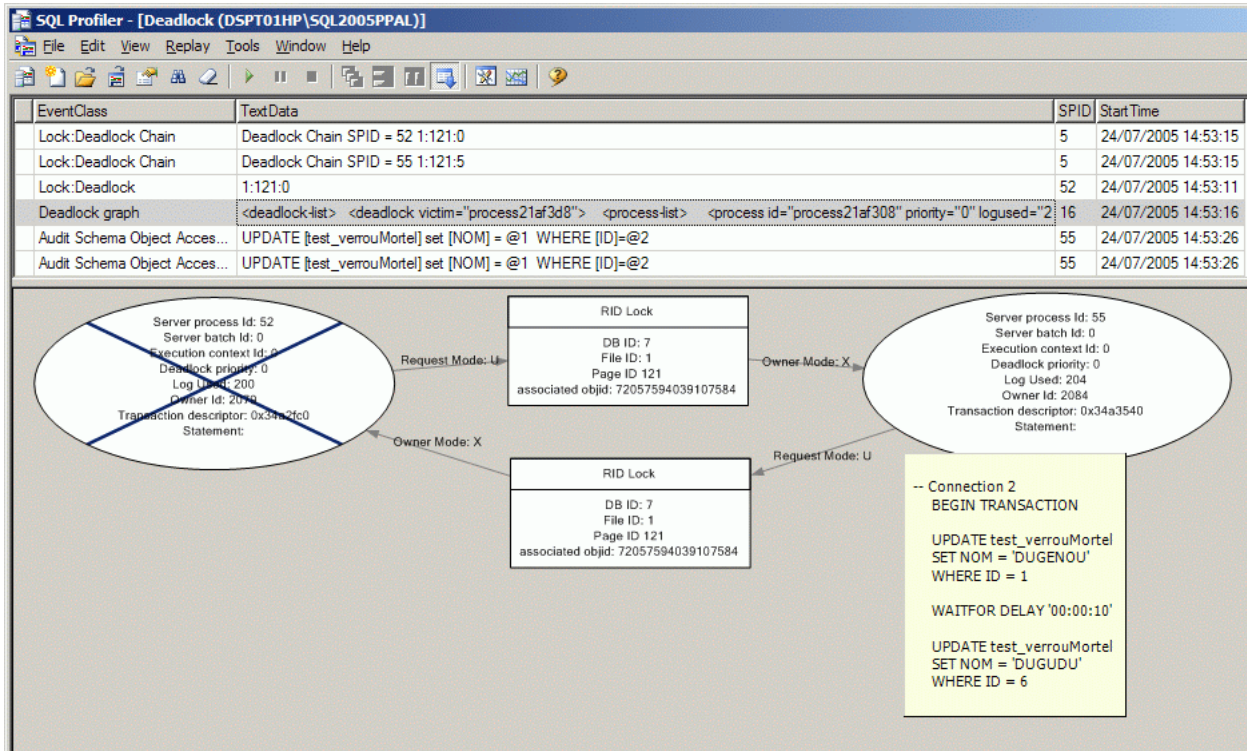 SQL Profiler - [Deadlock (DSPT01HP\SQL2005PPAL)]
File Edit View Replay Tools Window Help
EventClass TextData SPID StartTime
Lock:Deadlock Chain Deadlock Chain SPID = 52 1:121:0 5 24/07/2005 14:53:15
Lock:Deadlock Chain Deadlock Chain SPID = 55 1:121:5 5 24/07/2005 14:53:15
Lock:Deadlock 1:121:0 52 24/07/2005 14:53:11
Deadlock graph <deadlock-list> <deadlock victim="process21af3d8"> <process-list> <process id="process21af308" priority="0" logused="2 16 24/07/2005 14:53:16
Audit Schema Object Acces... UPDATE [test_verrouMortel] set [NOM] = @1 WHERE [ID]=@2 55 24/07/2005 14:53:26
Audit Schema Object Acces... UPDATE [test_verrouMortel] set [NOM] = @1 WHERE [ID]=@2 55 24/07/2005 14:53:26
Server process Id: 52
Server batch Id: 0
Execution context Id: 0
Deadlock priority: 0
Log Used: 200
Owner Id: 2079
Transaction descriptor: 0x34a2fc0
Statement:
Request Mode: U
RID Lock
DB ID: 7
File ID: 1
Page ID 121
associated objid: 72057594039107584
Owner Mode: X
Server process Id: 55
Server batch Id: 0
Execution context Id: 0
Deadlock priority: 0
Log Used: 204
Owner Id: 2084
Transaction descriptor: 0x34a3540
Statement:
Owner Mode: X
RID Lock
DB ID: 7
File ID: 1
Page ID 121
associated objid: 72057594039107584
Request Mode: U
-- Connection 2
BEGIN TRANSACTION
UPDATE test_verrouMortel
SET NOM = 'DUGENOU'
WHERE ID = 1
WAITFOR DELAY '00:00:10'
UPDATE test_verrouMortel
SET NOM = 'DUGUDU'
WHERE ID = 6